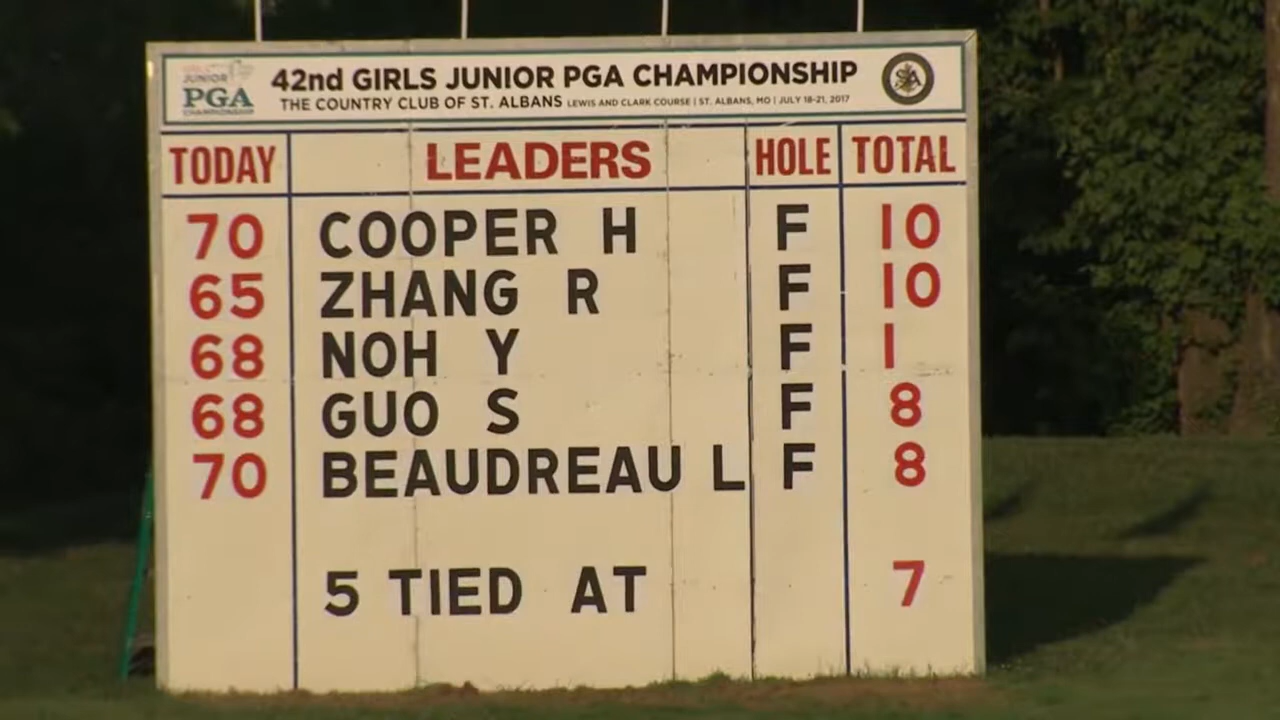 JUNIOR
PGA
CHAMPIONSHIP
42nd GIRLS JUNIOR PGA CHAMPIONSHIP
THE COUNTRY CLUB OF ST. ALBANS LEWIS AND CLARK COURSE | ST. ALBANS, MO | JULY 18-21, 2017
TODAY LEADERS HOLE TOTAL
70 COOPER H F 10
65 ZHANG R F 10
68 NOH Y F 1
68 GUO S F 8
70 BEAUDREAU L F 8
5 TIED AT 7